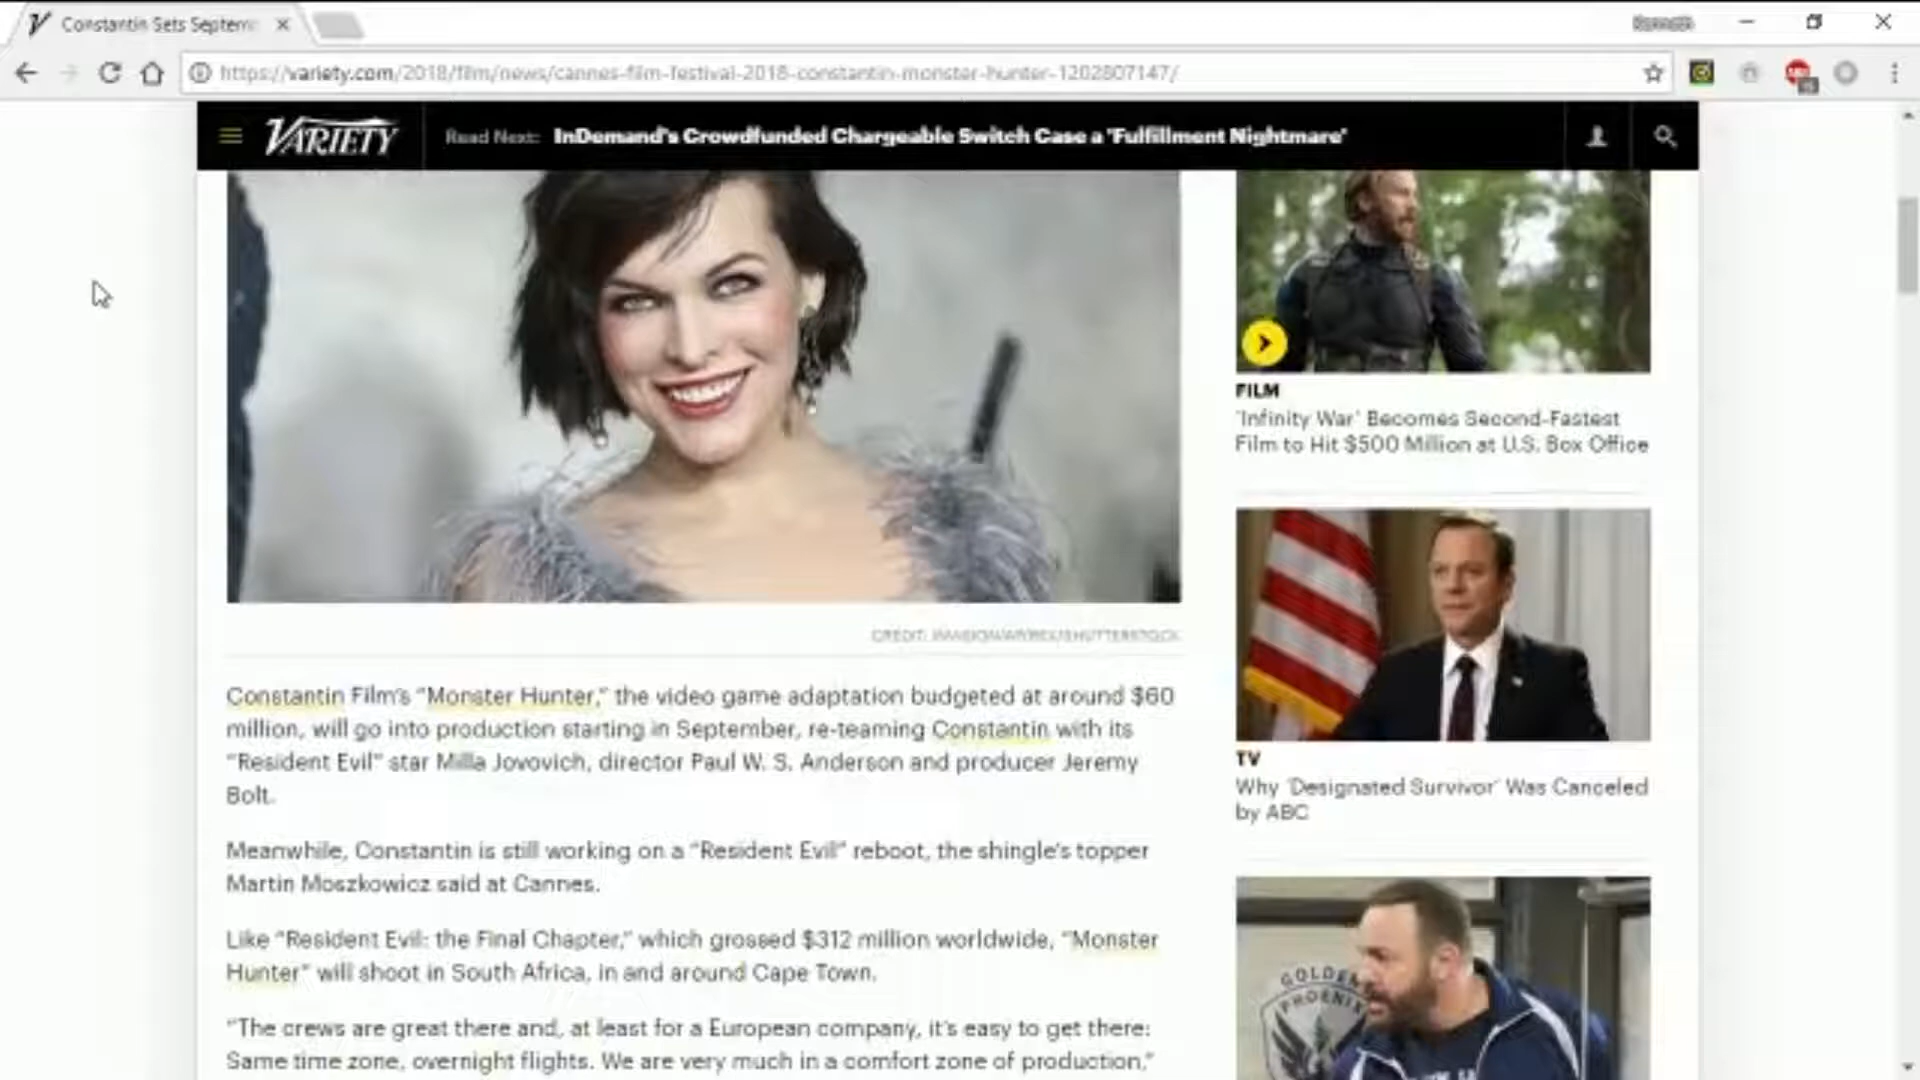 Constantin Sets Septem
https://variety.com/2018/film/news/cannes-film-festival-2018-constantin-monster-hunter-1202807147/
VARIETY
Read Next: InDemand's Crowdfunded Chargeable Switch Case a 'Fulfillment Nightmare'
CREDIT:
Constantin Film's "Monster Hunter," the video game adaptation budgeted at around $60
million, will go into production starting in September, re-teaming Constantin with its
"Resident Evil" star Milla Jovovich, director Paul W. S. Anderson and producer Jeremy
Bolt.
Meanwhile, Constantin is still working on a "Resident Evil" reboot, the shingle's topper
Martin Moszkowicz said at Cannes.
Like "Resident Evil: the Final Chapter," which grossed $312 million worldwide, "Monster
Hunter" will shoot in South Africa, in and around Cape Town.
"The crews are great there and, at least for a European company, it's easy to get there:
Same time zone, overnight flights. We are very much in a comfort zone of production,"
FILM
'Infinity War' Becomes Second-Fastest
Film to Hit $500 Million at U.S. Box Office
TV
Why 'Designated Survivor' Was Canceled
by ABC
GOLDEN
PHOENIX